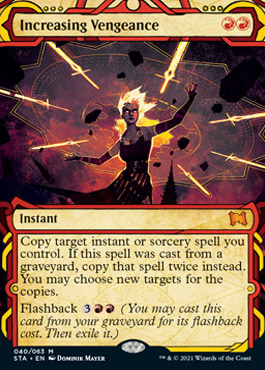 Increasing Vengeance
Instant
Copy target instant or sorcery spell you
control. If this spell was cast from a
graveyard, copy that spell twice instead.
You may choose new targets for the
copies.
Flashback 3 (You may cast this
card from your graveyard for its flashback
cost. Then exile it.)
040/063 M
STA • EN DOMINIK MAYER
™ & © 2021 Wizards of the Coast